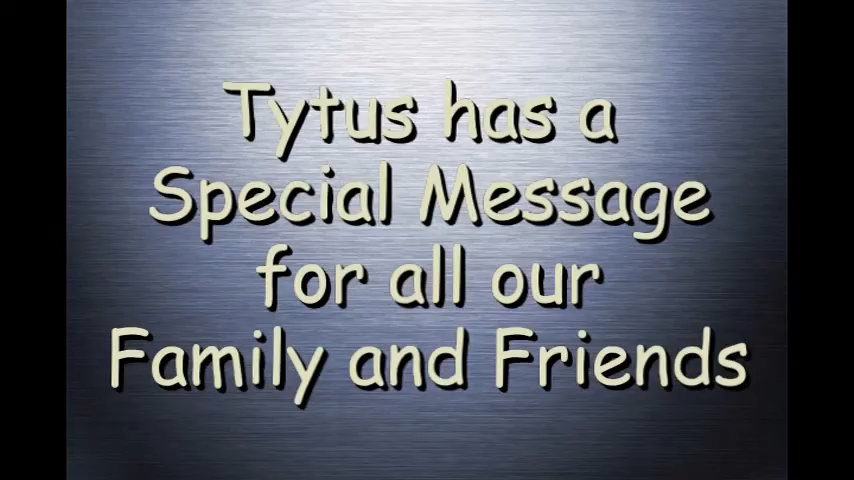 Tytus has a
Special Message
for all our
Family and Friends